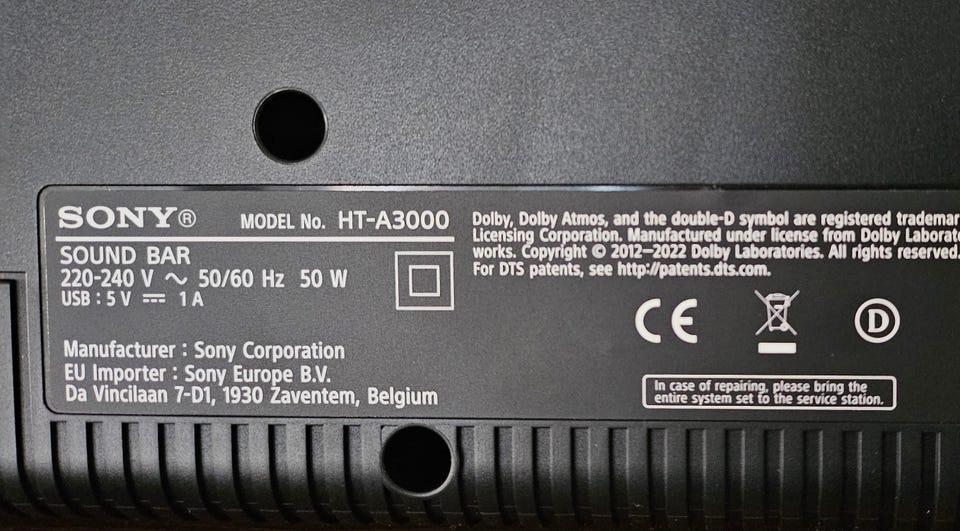 SONY®
MODEL No. HT-A3000
SOUND BAR
220-240 V ~ 50/60 Hz 50 W
USB : 5 V ⎓ 1 A
Manufacturer : Sony Corporation
EU Importer : Sony Europe B.V.
Da Vincilaan 7-D1, 1930 Zaventem, Belgium
Dolby, Dolby Atmos, and the double-D symbol are registered trademar
Licensing Corporation. Manufactured under license from Dolby Laborat
works. Copyright © 2012–2022 Dolby Laboratories. All rights reserved.
For DTS patents, see http://patents.dts.com.
CE
D
In case of repairing, please bring the
entire system set to the service station.